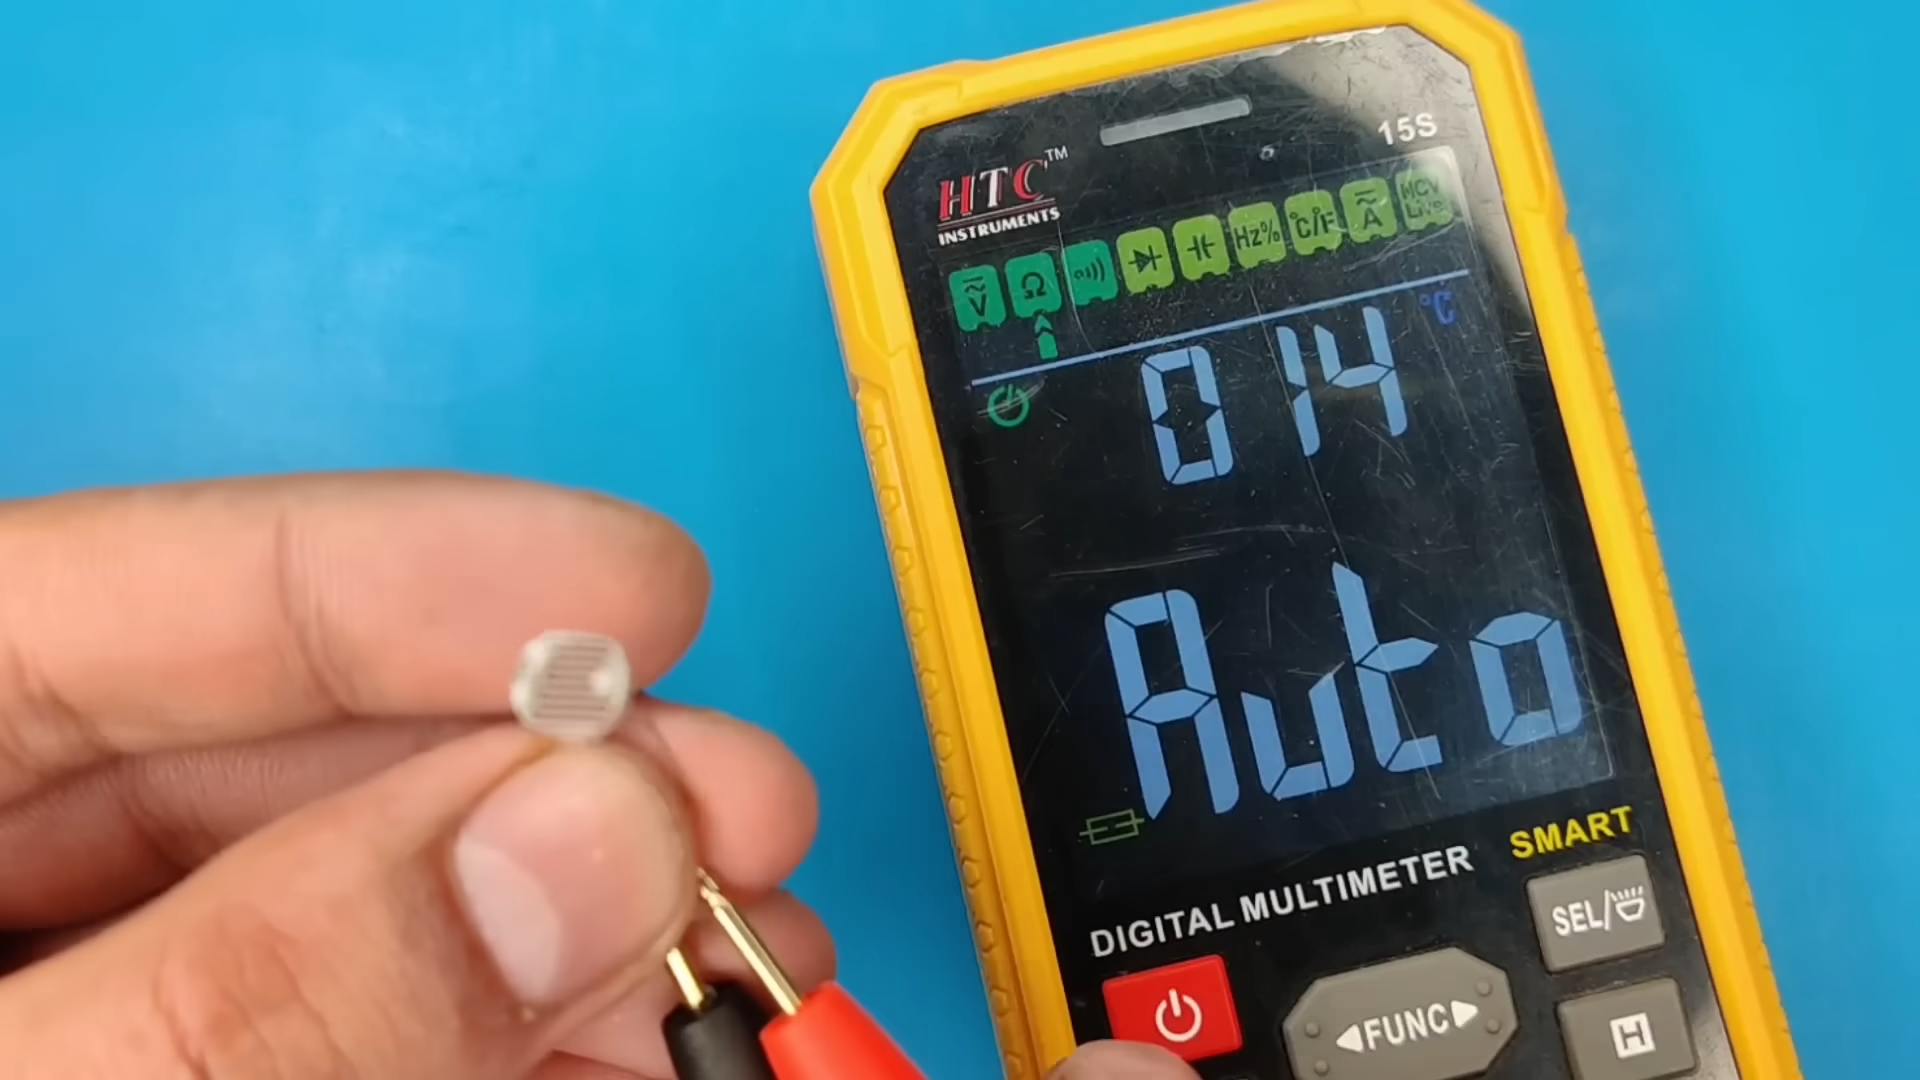 15S
HTC™
INSTRUMENTS
V Ω Hz% °C/°F A NCV Live
°C
014
Auto
SMART
DIGITAL MULTIMETER
SEL/
◀FUNC▶
H